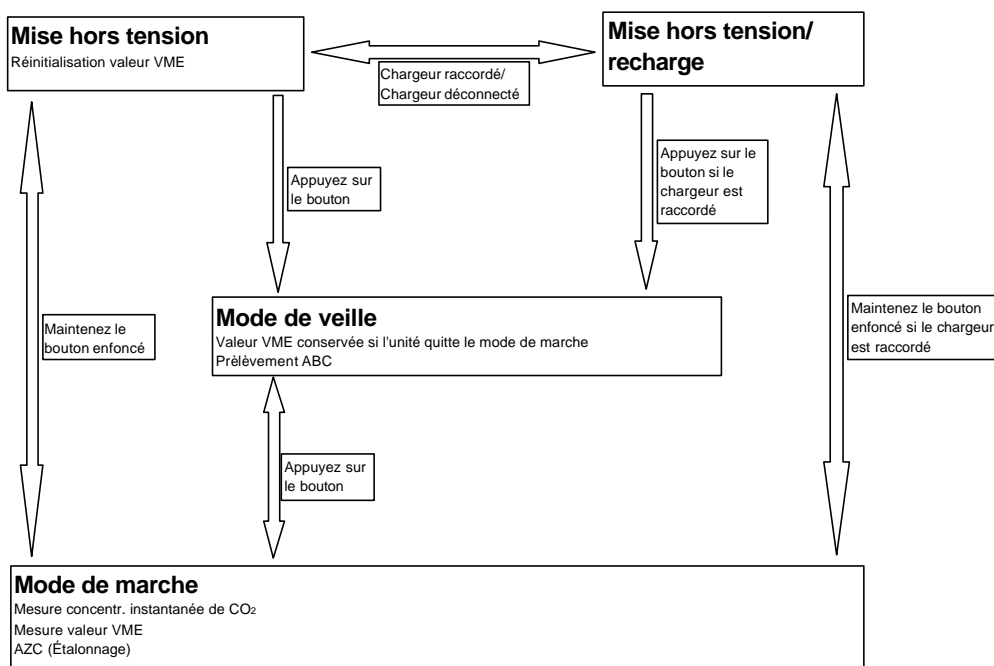 Mise hors tension
Réinitialisation valeur VME
Chargeur raccordé/
Chargeur déconnecté
Mise hors tension/
recharge
Appuyez sur
le bouton
Appuyez sur le
bouton si le
chargeur est
raccordé
Maintenez le
bouton enfoncé
Mode de veille
Valeur VME conservée si l'unité quitte le mode de marche
Prèlèvement ABC
Maintenez le bouton
enfoncé si le chargeur
est raccordé
Appuyez sur
le bouton
Mode de marche
Mesure concentr. instantanée de CO2
Mesure valeur VME
AZC (Étalonnage)